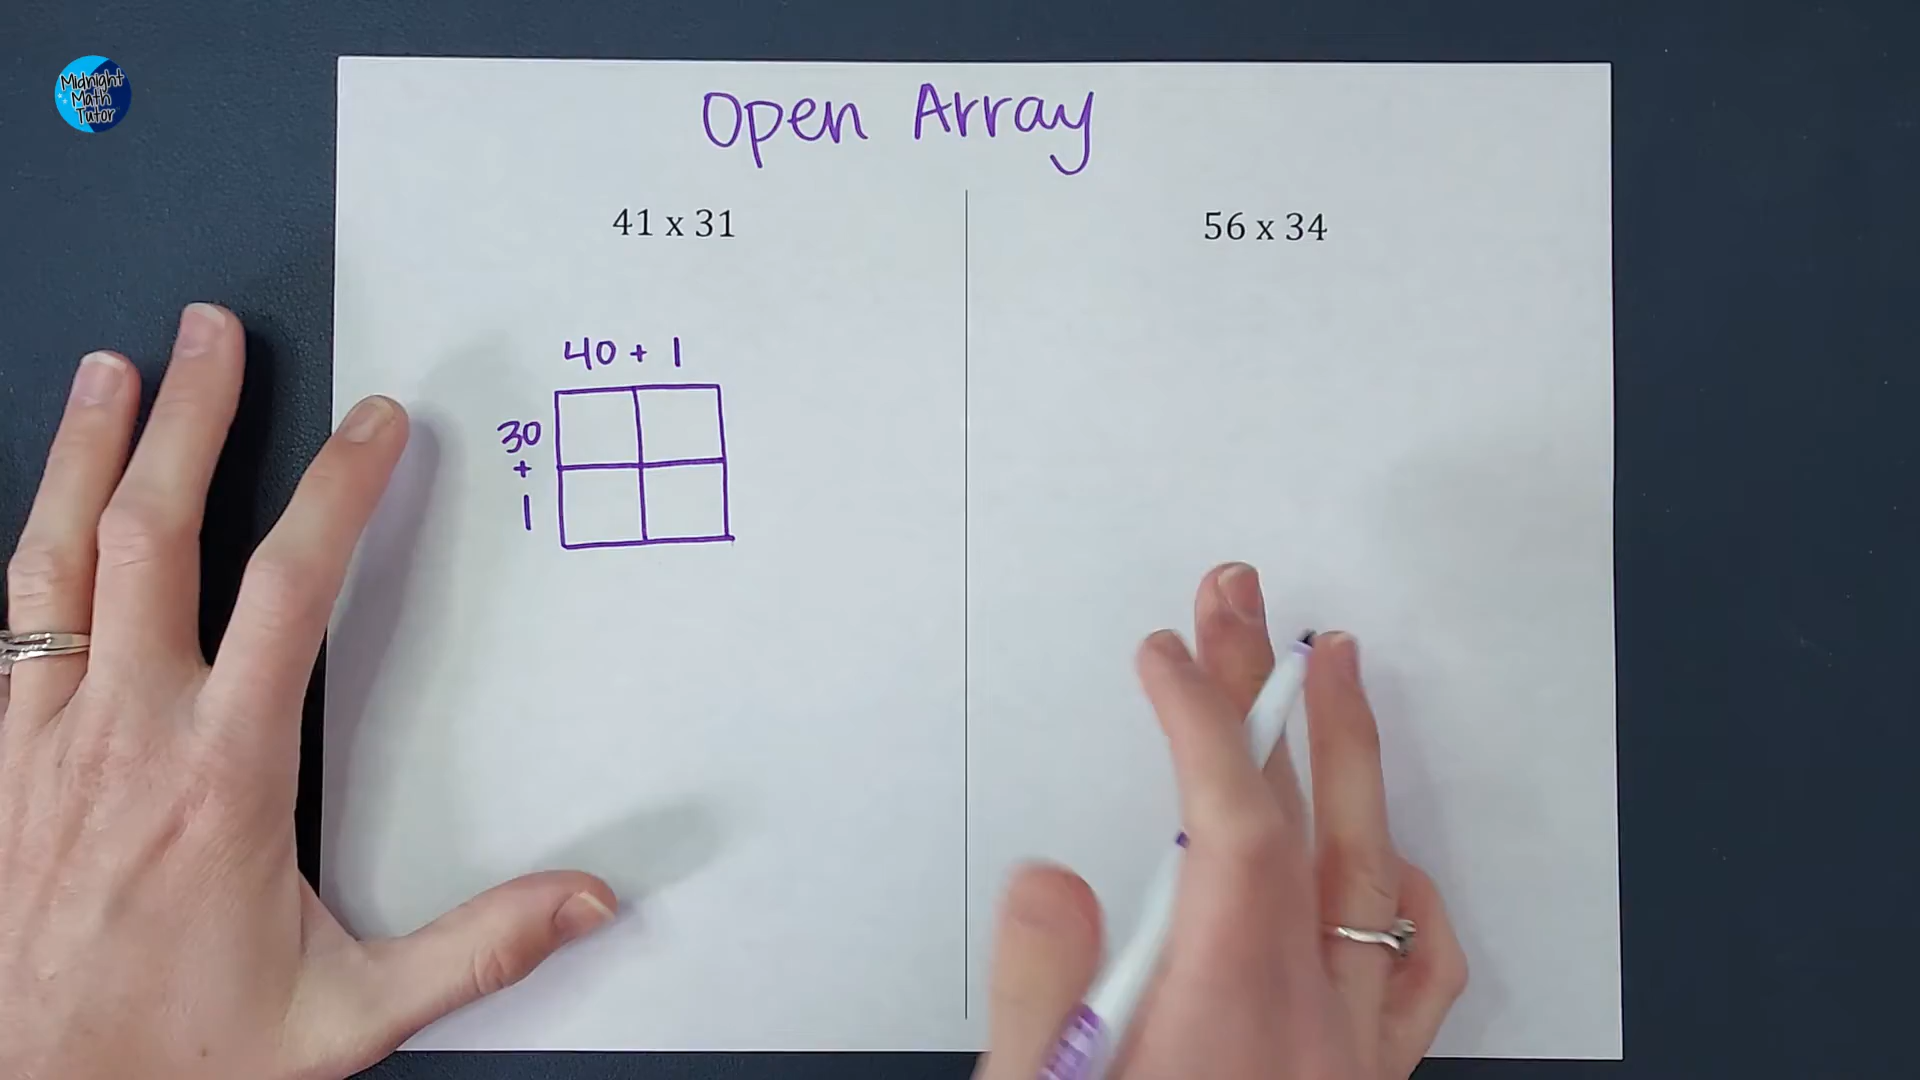 Midnight
Math
Tutor
Open Array
41 x 31
40 + 1
30
+
1
56 x 34